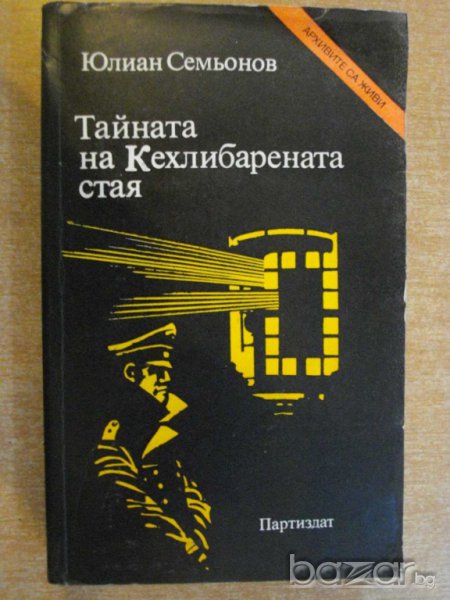 АРХИВИТЕ СА ЖИВИ
Юлиан Семьонов
Тайната
на Кехлибарената
стая
Партиздат
bazar.bg